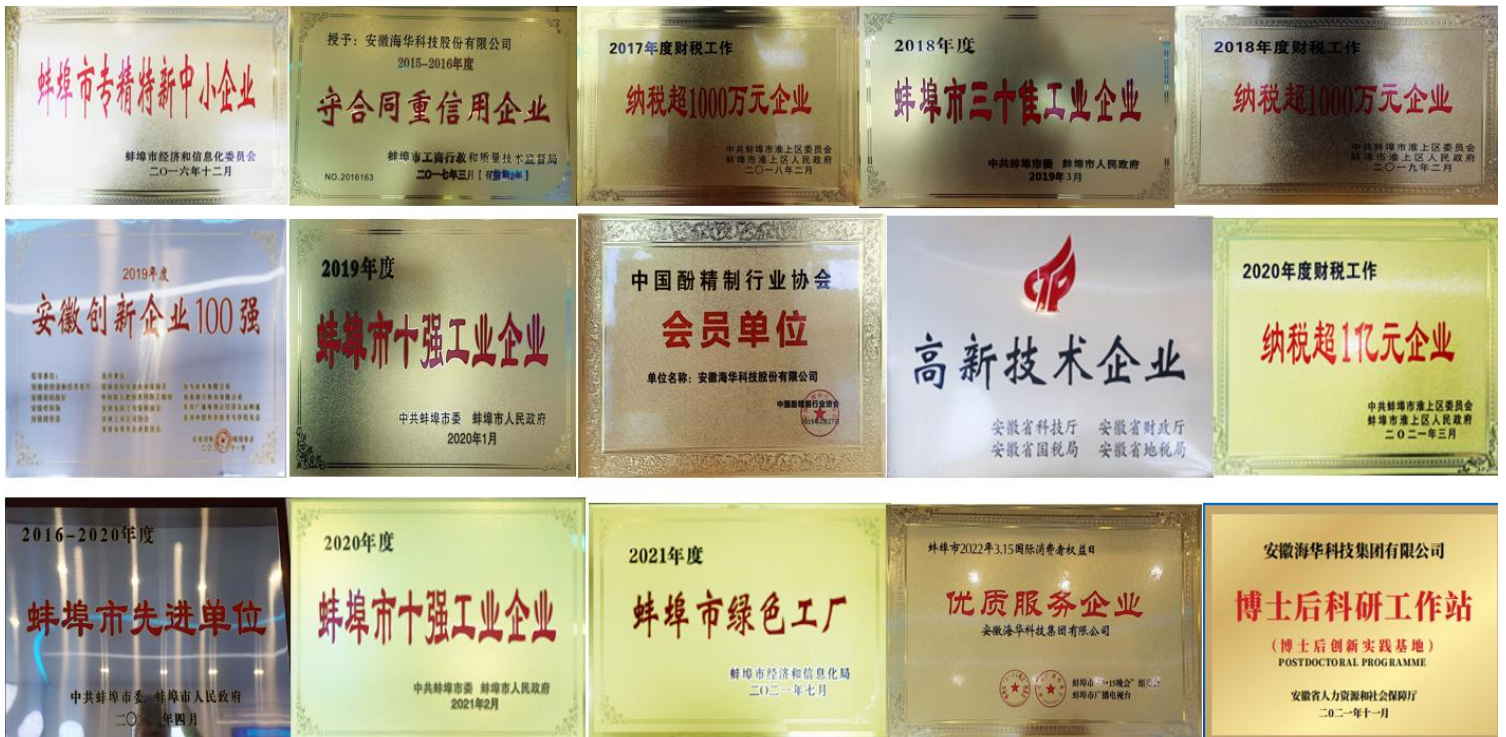 蚌埠市专精特新中小企业
蚌埠市经济和信息化委员会
二〇一六年十二月
授予：安徽海华科技股份有限公司
2015-2016年度
守合同重信用企业
蚌埠市工商行政和质量技术监督局
NO.2016163
二〇一七年三月
2017年度财税工作
纳税超1000万元企业
中共蚌埠市淮上区委员会
蚌埠市淮上区人民政府
二〇一八年二月
2018年度
蚌埠市三十佳工业企业
中共蚌埠市委 蚌埠市人民政府
2019年3月
2018年度财税工作
纳税超1000万元企业
中共蚌埠市淮上区委员会
蚌埠市淮上区人民政府
二〇一九年二月
2019年度
安徽创新企业100强
2019年度
蚌埠市十强工业企业
中共蚌埠市委 蚌埠市人民政府
2020年1月
中国酚精制行业协会
会员单位
单位名称：安徽海华科技股份有限公司
中国酚精制行业协会
高新技术企业
安徽省科技厅 安徽省财政厅
安徽省国税局 安徽省地税局
2020年度财税工作
纳税超1亿元企业
中共蚌埠市淮上区委员会
蚌埠市淮上区人民政府
二〇二一年三月
2016-2020年度
蚌埠市先进单位
中共蚌埠市委 蚌埠市人民政府
年四月
2020年度
蚌埠市十强工业企业
中共蚌埠市委 蚌埠市人民政府
2021年2月
2021年度
蚌埠市绿色工厂
蚌埠市经济和信息化局
二〇二一年七月
蚌埠市2022年3.15国际消费者权益日
优质服务企业
安徽海华科技集团有限公司
蚌埠市广播电视台
安徽海华科技集团有限公司
博士后科研工作站
（博士后创新实践基地）
POSTDOCTORAL PROGRAMME
安徽省人力资源和社会保障厅
二〇二一年十一月